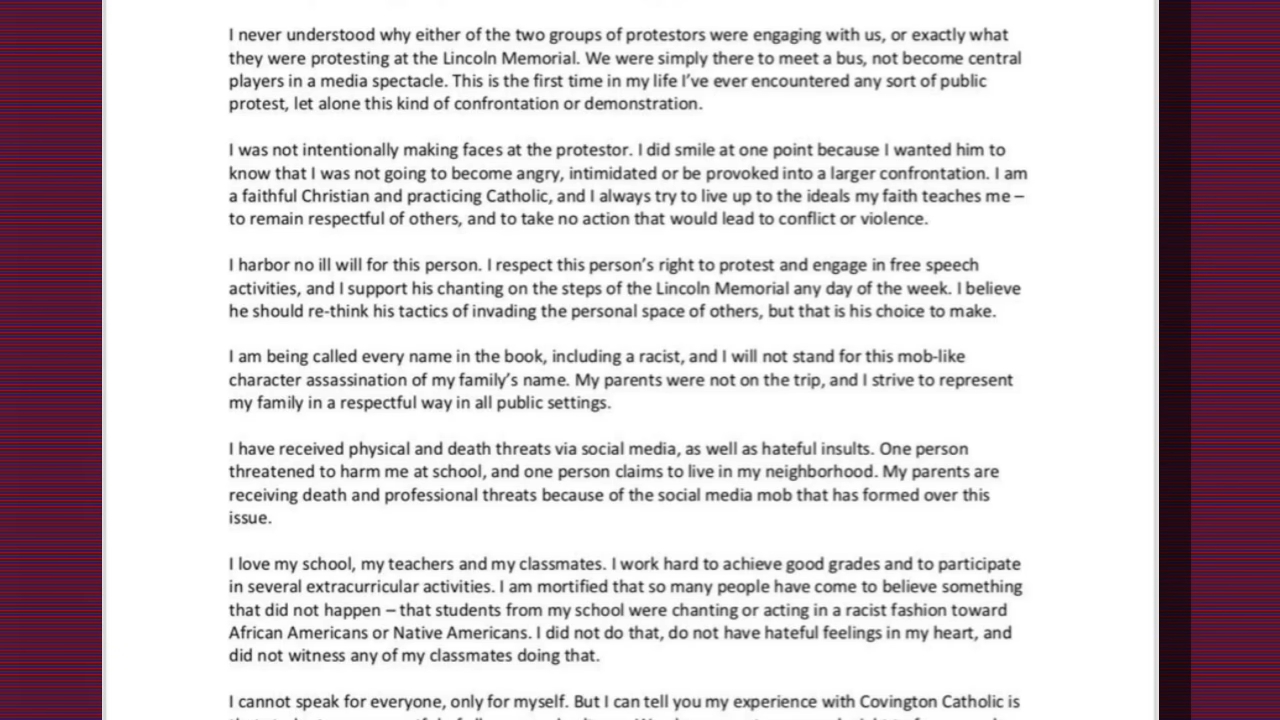 I never understood why either of the two groups of protestors were engaging with us, or exactly what
they were protesting at the Lincoln Memorial. We were simply there to meet a bus, not become central
players in a media spectacle. This is the first time in my life I've ever encountered any sort of public
protest, let alone this kind of confrontation or demonstration.
I was not intentionally making faces at the protestor. I did smile at one point because I wanted him to
know that I was not going to become angry, intimidated or be provoked into a larger confrontation. I am
a faithful Christian and practicing Catholic, and I always try to live up to the ideals my faith teaches me –
to remain respectful of others, and to take no action that would lead to conflict or violence.
I harbor no ill will for this person. I respect this person's right to protest and engage in free speech
activities, and I support his chanting on the steps of the Lincoln Memorial any day of the week. I believe
he should re-think his tactics of invading the personal space of others, but that is his choice to make.
I am being called every name in the book, including a racist, and I will not stand for this mob-like
character assassination of my family's name. My parents were not on the trip, and I strive to represent
my family in a respectful way in all public settings.
I have received physical and death threats via social media, as well as hateful insults. One person
threatened to harm me at school, and one person claims to live in my neighborhood. My parents are
receiving death and professional threats because of the social media mob that has formed over this
issue.
I love my school, my teachers and my classmates. I work hard to achieve good grades and to participate
in several extracurricular activities. I am mortified that so many people have come to believe something
that did not happen – that students from my school were chanting or acting in a racist fashion toward
African Americans or Native Americans. I did not do that, do not have hateful feelings in my heart, and
did not witness any of my classmates doing that.
I cannot speak for everyone, only for myself. But I can tell you my experience with Covington Catholic is